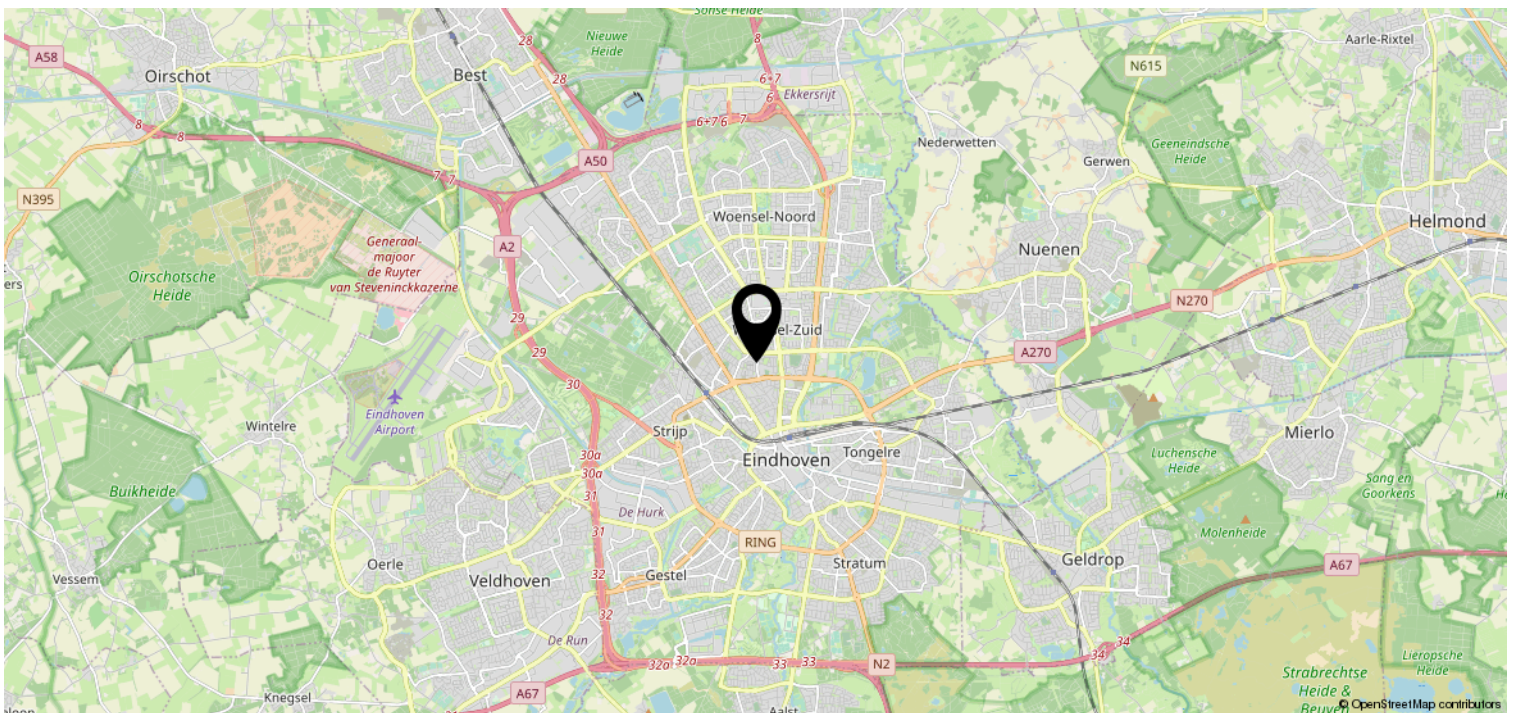 Sonse Heide
A58
Oirschot
Best
28
28
Nieuwe
Heide
8
6+7
6
Ekkersrijt
6+7 6
7
N615
Aarle-Rixtel
8
8
7
7
A50
Nederwetten
Gerwen
Geeneindsche
Heide
N395
Woensel-Noord
A2
Helmond
Nuenen
Generaal-
majoor
de Ruyter
van Steveninckkazerne
Oirschotsche
Heide
ers
N270
29
29
A270
30
Eindhoven
Airport
Wintelre
Strijp
Mierlo
Eindhoven
Tongelre
30a
30a
31
31
Luchensche
Heide
Sang en
Goorkens
Buikheide
De Hurk
Molenheide
RING
Oerle
Vessem
Veldhoven
32
32
Gestel
Stratum
Geldrop
A67
De Run
34
34
32a
32a
33
33
N2
Lieropsche
Heide
Strabrechtse
Heide &
Beuven
Knegsel
A67
Aalst
© OpenStreetMap contributors